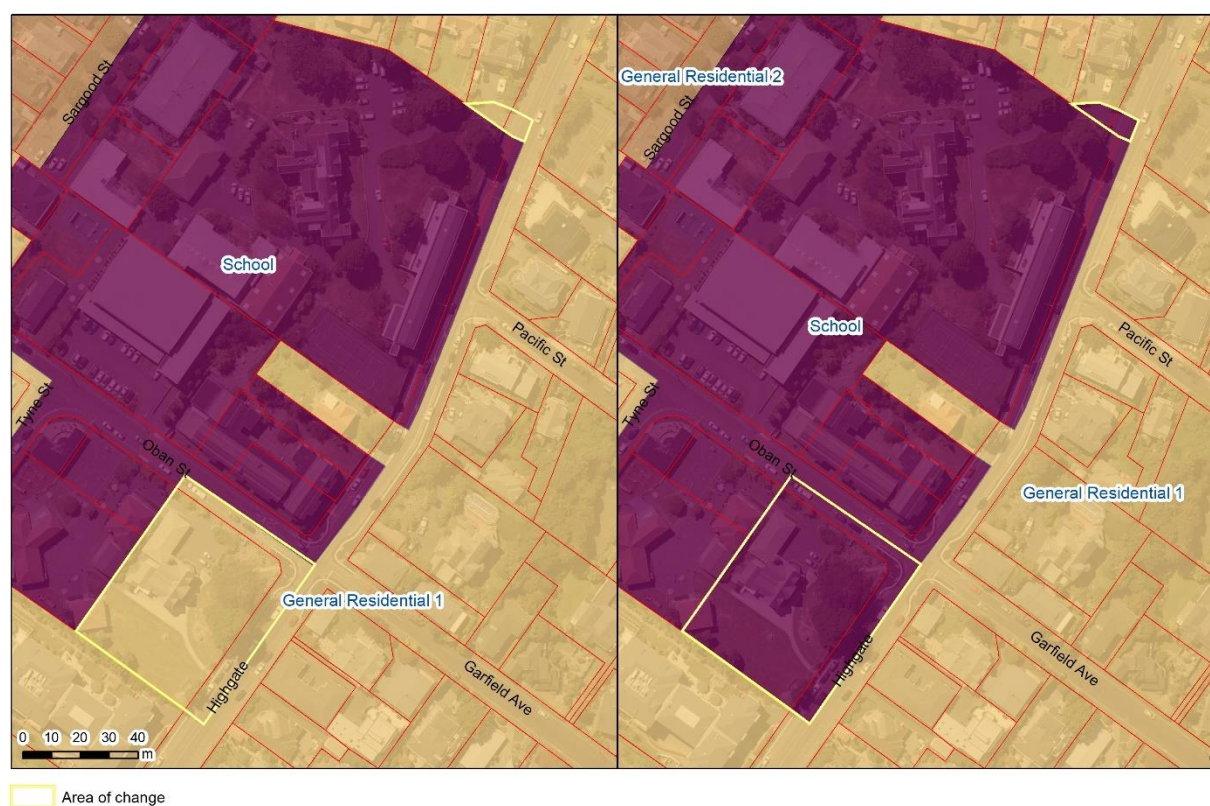 Sargood St
School
Pacific St
Tyne St
Oban St
General Residential 1
Highgate
Garfield Ave
0 10 20 30 40
m
General Residential 2
Sargood St
School
Pacific St
Tyne St
Oban St
General Residential 1
Highgate
Garfield Ave
Area of change